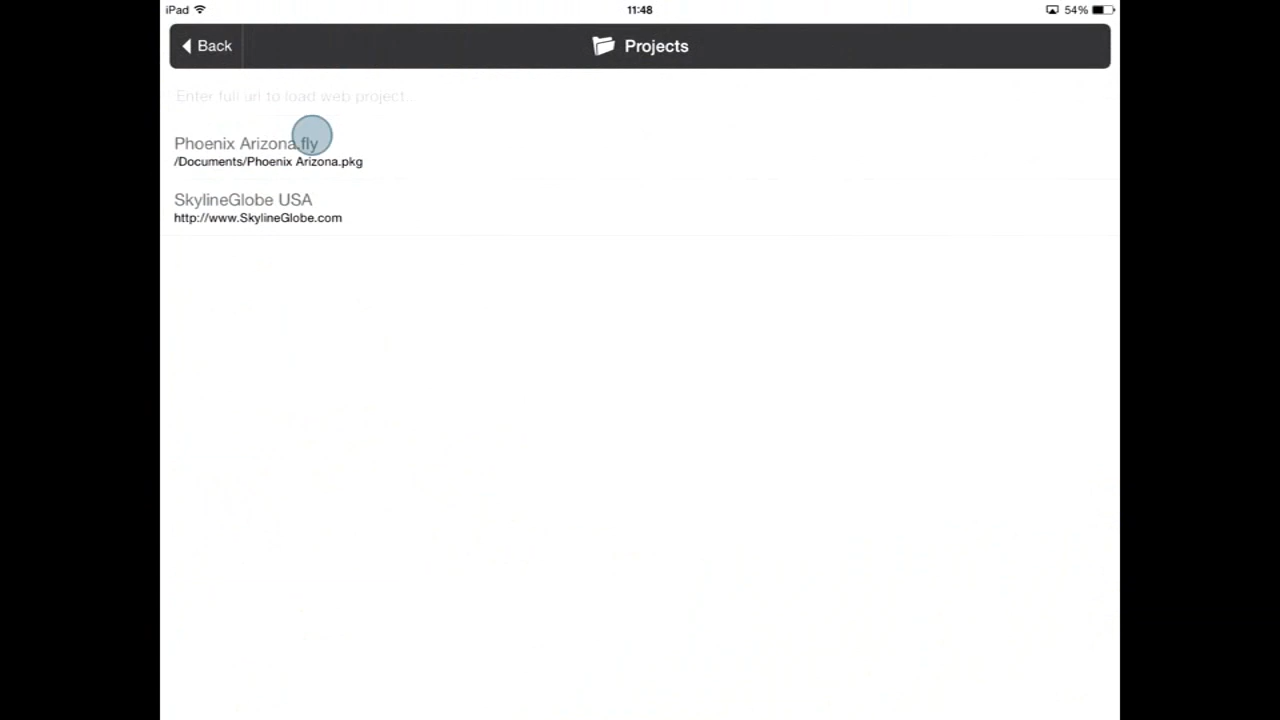 iPad 11:48 54%
Back Projects
Enter full url to load web project...
Phoenix Arizona.fly
/Documents/Phoenix Arizona.pkg
SkylineGlobe USA
http://www.SkylineGlobe.com